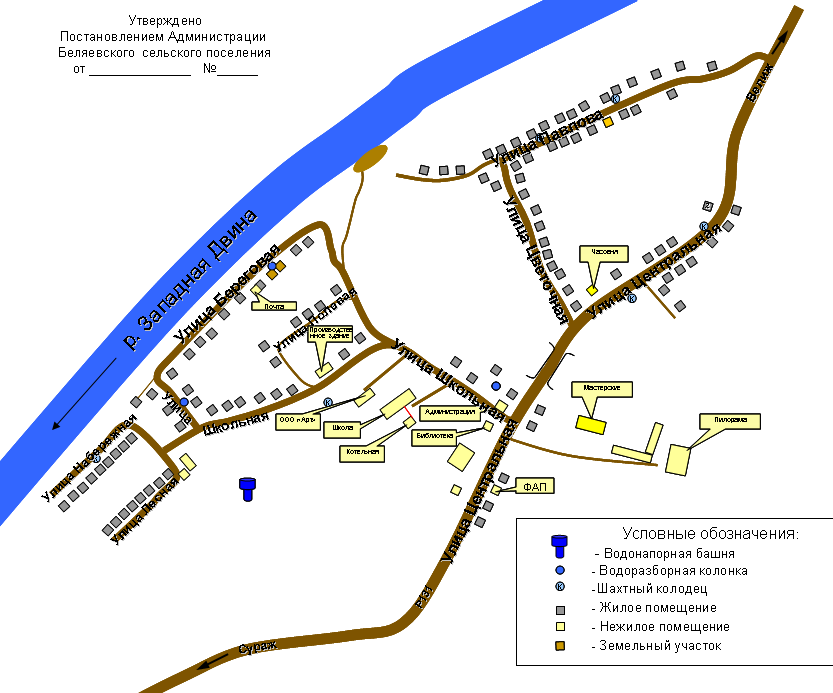 Утверждено
Постановлением Администрации
Беляевского сельского поселения
от ______________ №______
Велиж
Улица Павлова
р. Западная Двина
Улица Береговая
Улица Цветочная
Улица Центральная
Часовня
Почта
Улица Полевая
Производстве
нное здание
Улица Школьная
Улица
Школьная
ООО «Арт»
Школа
Котельная
Администрация
Библиотека
Мастерские
Пилорама
Улица Набережная
Улица Лесная
Улица Центральная
ФАП
Р131
Сураж
К
К
К
К
К
К
К
Условные обозначения:
- Водонапорная башня
- Водоразборная колонка
К
-Шахтный колодец
- Жилое помещение
- Нежилое помещение
- Земельный участок